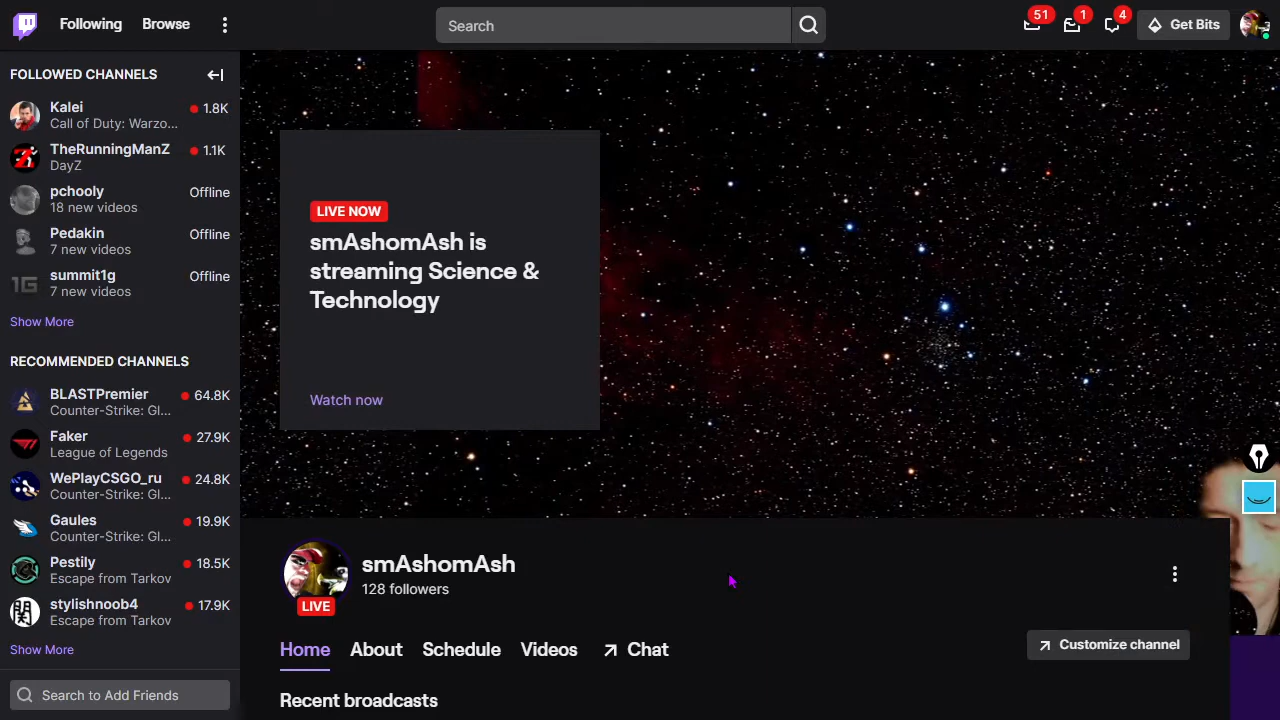 Following
Browse
Search
51
1
4
Get Bits
FOLLOWED CHANNELS
Kalei
1.8K
Call of Duty: Warzo...
TheRunningManZ
1.1K
DayZ
pchooly
Offline
18 new videos
Pedakin
Offline
7 new videos
summit1g
Offline
7 new videos
1G
Show More
RECOMMENDED CHANNELS
BLASTPremier
64.8K
Counter-Strike: Gl...
Faker
27.9K
League of Legends
WePlayCSGO_ru
24.8K
Counter-Strike: Gl...
Gaules
19.9K
Counter-Strike: Gl...
Pestily
18.5K
Escape from Tarkov
stylishnoob4
17.9K
関
Escape from Tarkov
Show More
Search to Add Friends
LIVE NOW
smAshomAsh is
streaming Science &
Technology
Watch now
smAshomAsh
128 followers
LIVE
Home
About
Schedule
Videos
Chat
Customize channel
Recent broadcasts